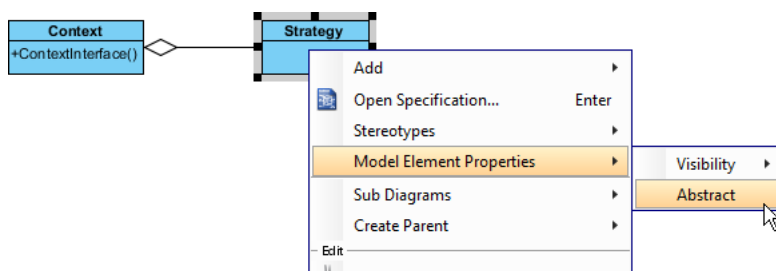 Context
+ContextInterface()
Strategy
Add
Open Specification... Enter
Stereotypes
Model Element Properties
Sub Diagrams
Create Parent
Edit
Visibility
Abstract